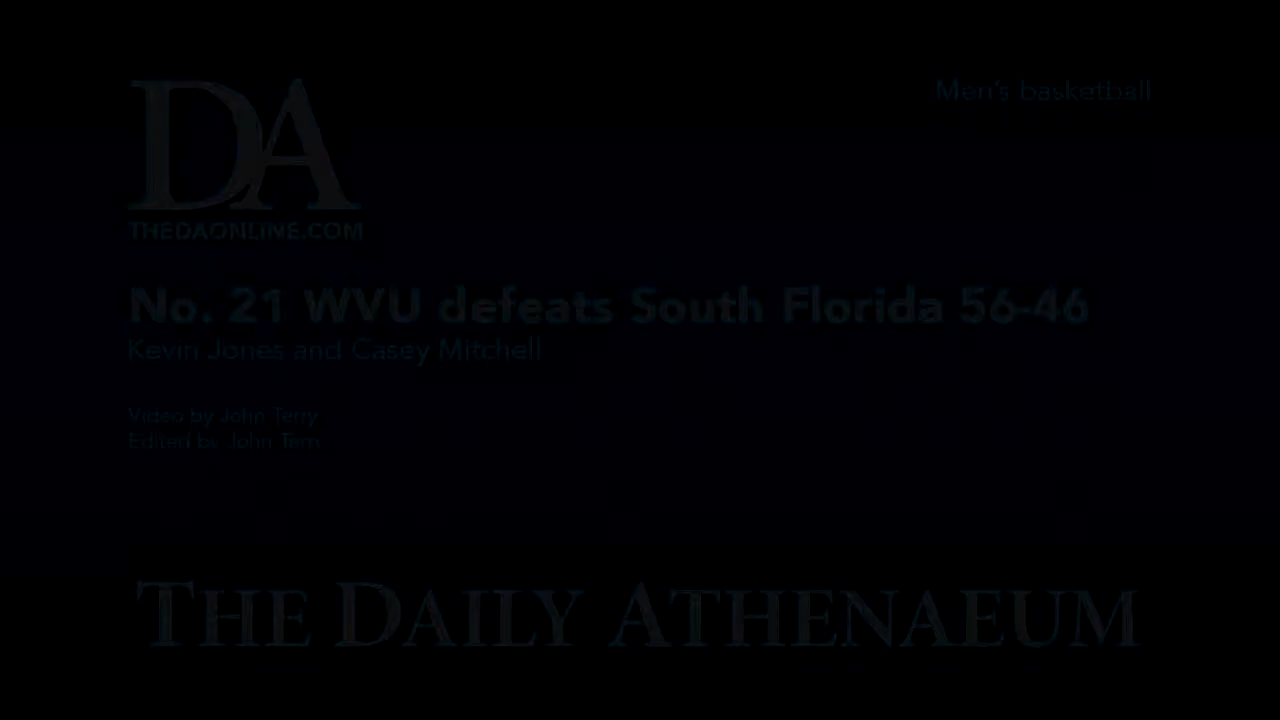 DA
Men's basketball
THEDAONLINE.COM
No. 21 WVU defeats South Florida 56-46
Kevin Jones and Casey Mitchell
Video by John Terry
Edited by John Terry
THE DAILY ATHENAEUM